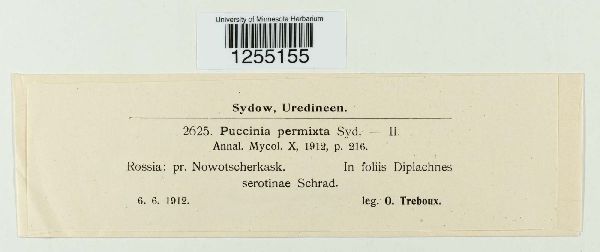 University of Minnesota Herbarium
1255155
Sydow, Uredineen.
2625. Puccinia permixta Syd. — II.
Annal. Mycol. X, 1912, p. 216.
Rossia: pr. Nowotscherkask. In foliis Diplachnes
serotinae Schrad.
6. 6. 1912. leg. O. Treboux.